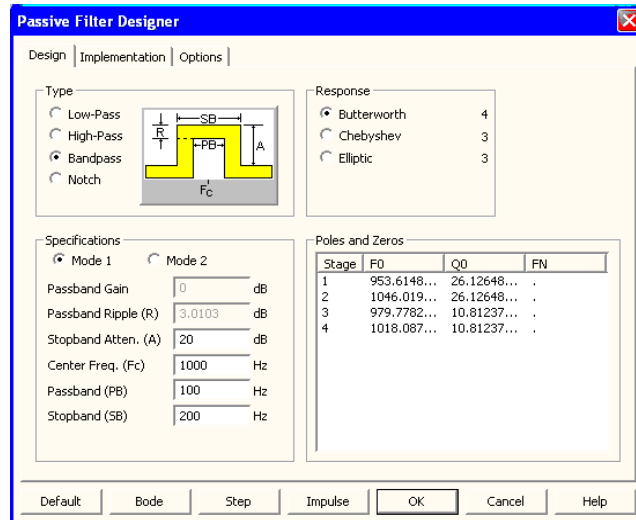 Passive Filter Designer
Design Implementation Options
Type
Low-Pass
High-Pass
Bandpass
Notch
SB
R
PB
A
FC
Response
Butterworth 4
Chebyshev 3
Elliptic 3
Specifications
Mode 1 Mode 2
Passband Gain 0 dB
Passband Ripple (R) 3.0103 dB
Stopband Atten. (A) 20 dB
Center Freq. (Fc) 1000 Hz
Passband (PB) 100 Hz
Stopband (SB) 200 Hz
Poles and Zeros
Stage F0 Q0 FN
1 953.6148... 26.12648... .
2 1046.019... 26.12648... .
3 979.7782... 10.81237... .
4 1018.087... 10.81237... .
Default Bode Step Impulse OK Cancel Help